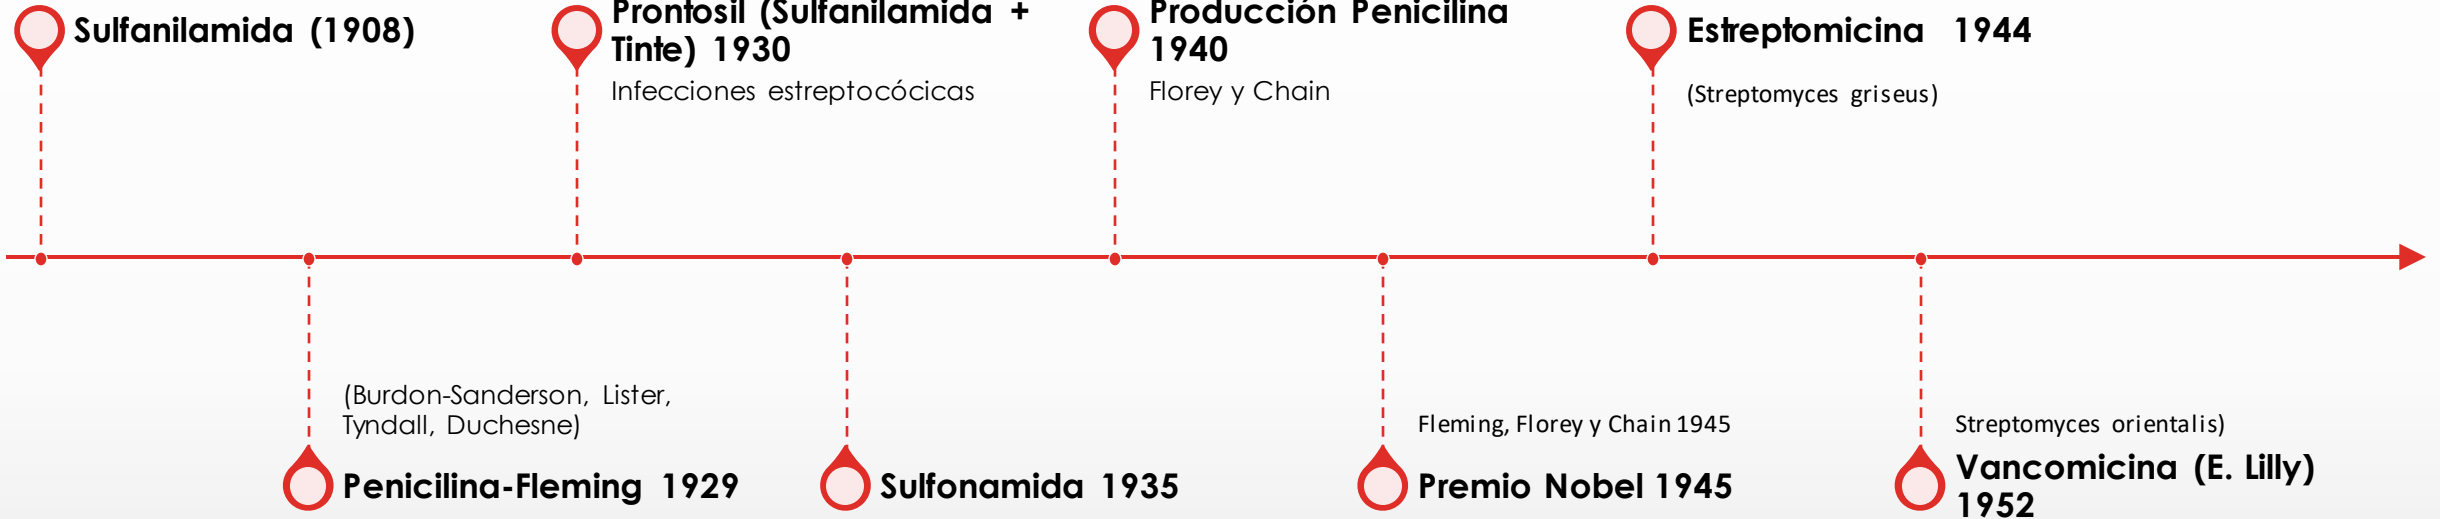 Sulfanilamida (1908)
Prontosil (Sulfanilamida +
Tinte) 1930
Infecciones estreptocócicas
Producción Penicilina
1940
Florey y Chain
Estreptomicina 1944
(Streptomyces griseus)
(Burdon-Sanderson, Lister,
Tyndall, Duchesne)
Penicilina-Fleming 1929
Sulfonamida 1935
Fleming, Florey y Chain 1945
Premio Nobel 1945
Streptomyces orientalis)
Vancomicina (E. Lilly)
1952